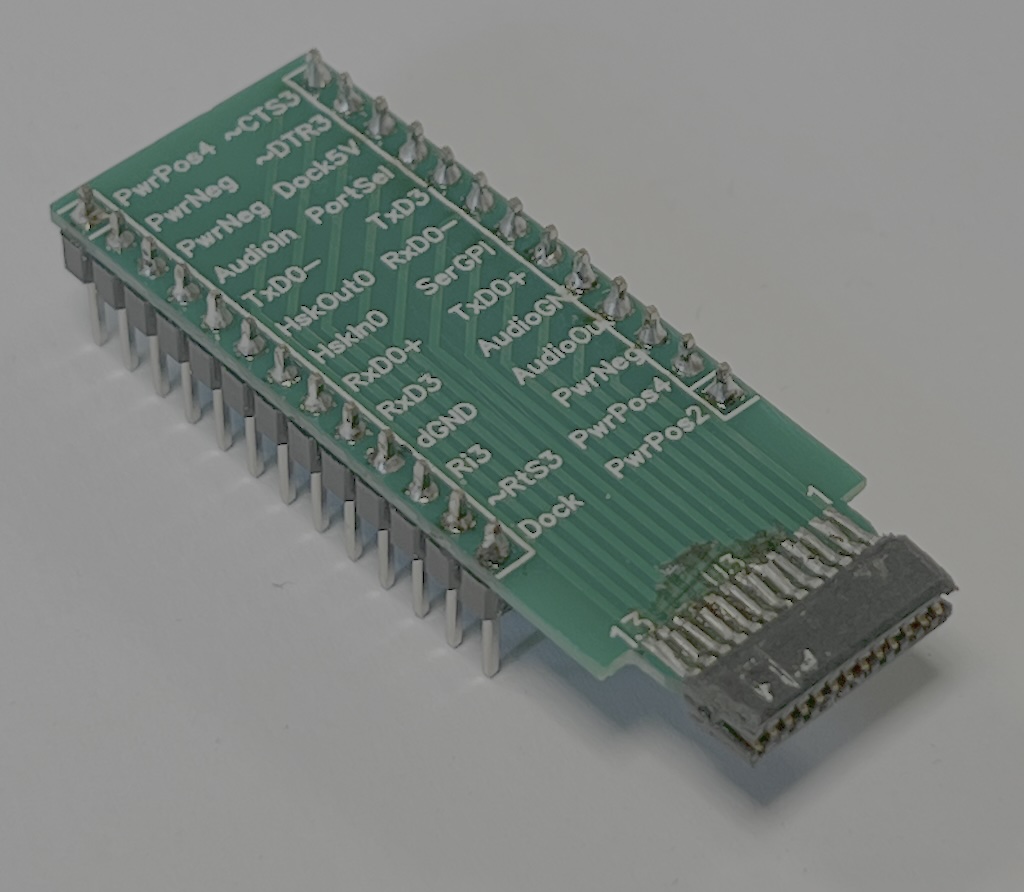 PwrPos4
PwrNeg
PwrNeg
AudioIn
TxD0-
HskOut0
HskIn0
RxD0+
RxD3
dGND
Ri3
~RtS3
Dock
~CTS3
~DTR3
Dock5v
PortSel
TxD3
RxD0-
SerGPI
TxD0+
AudioGN
AudioOu
PwrNeg
PwrPos4
PwrPos2
1
13